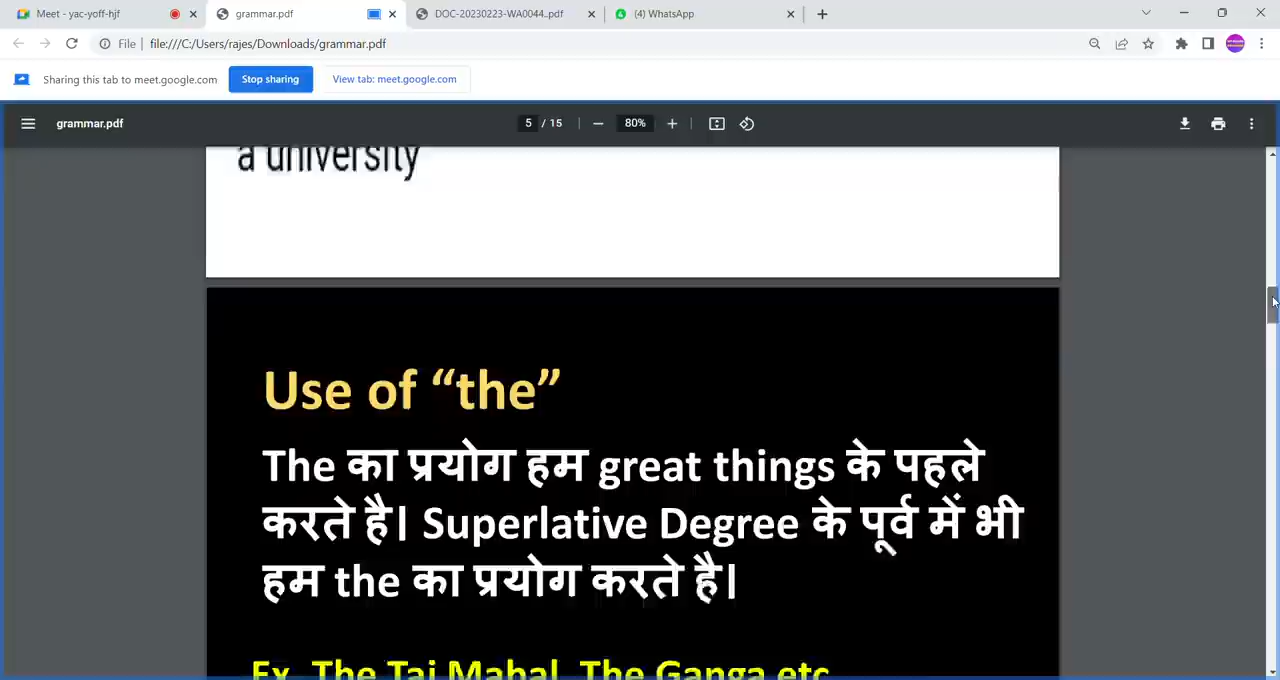 Meet - yac-yoff-hjf
grammar.pdf
DOC-20230223-WA0044..pdf
(4) WhatsApp
File
file:///C:/Users/rajes/Downloads/grammar.pdf
Sharing this tab to meet.google.com
Stop sharing
View tab: meet.google.com
grammar.pdf
5 / 15
80%
a university
Use of “the”
The का प्रयोग हम great things के पहले
करते है। Superlative Degree के पूर्व में भी
हम the का प्रयोग करते है।
Ex. The Taj Mahal, The Ganga etc